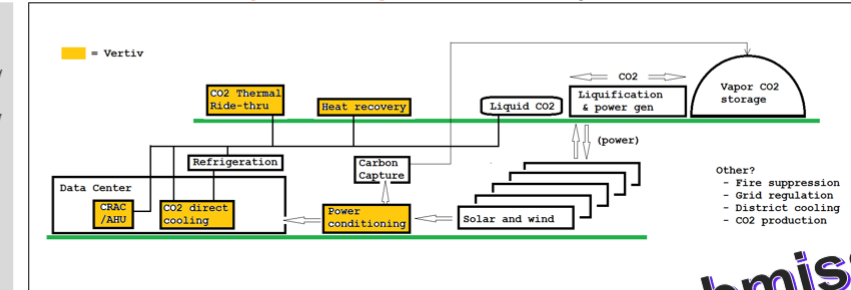 = Vertiv
CO2 Thermal
Ride-thru
Heat recovery
Liquid CO2
CO2
Liquification
& power gen
Vapor CO2
storage
(power)
Refrigeration
Carbon
Capture
Data Center
CRAC
/AHU
CO2 direct
cooling
Power
conditioning
Solar and wind
Other?
- Fire suppression
- Grid regulation
- District cooling
- CO2 production